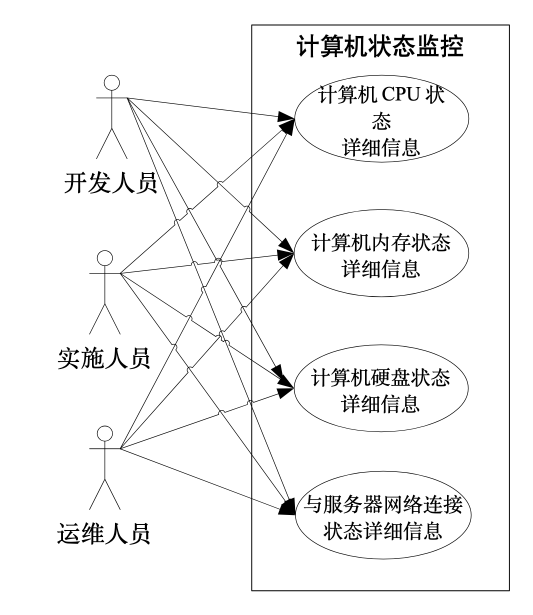 计算机状态监控
计算机 CPU 状
态
详细信息
开发人员
计算机内存状态
详细信息
实施人员
计算机硬盘状态
详细信息
与服务器网络连接
状态详细信息
运维人员